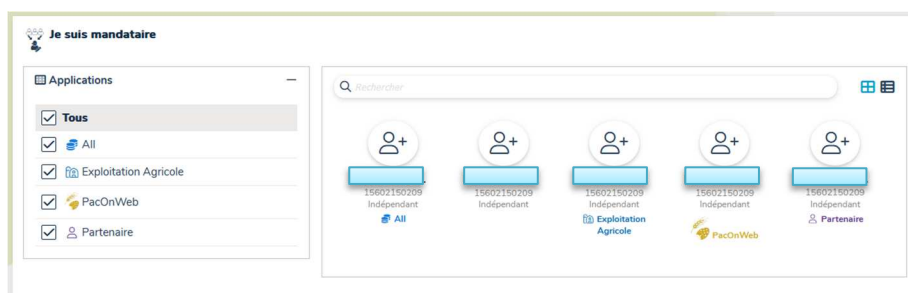 Je suis mandataire
Applications
Tous
All
Exploitation Agricole
PacOnWeb
Partenaire
Rechercher
15602150209
Indépendant
All
15602150209
Indépendant
15602150209
Indépendant
Exploitation
Agricole
15602150209
Indépendant
PacOnWeb
15602150209
Indépendant
Partenaire